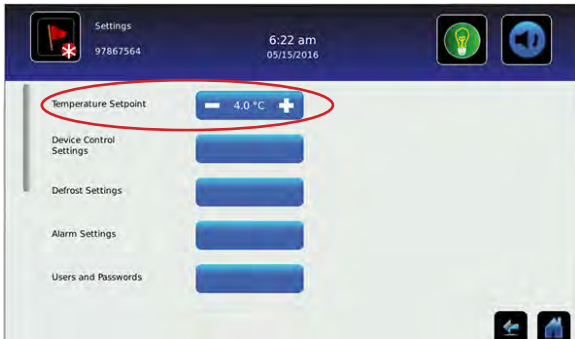 Settings
97867564
6:22 am
05/15/2016
Temperature Setpoint
4.0 °C
Device Control
Settings
Defrost Settings
Alarm Settings
Users and Passwords